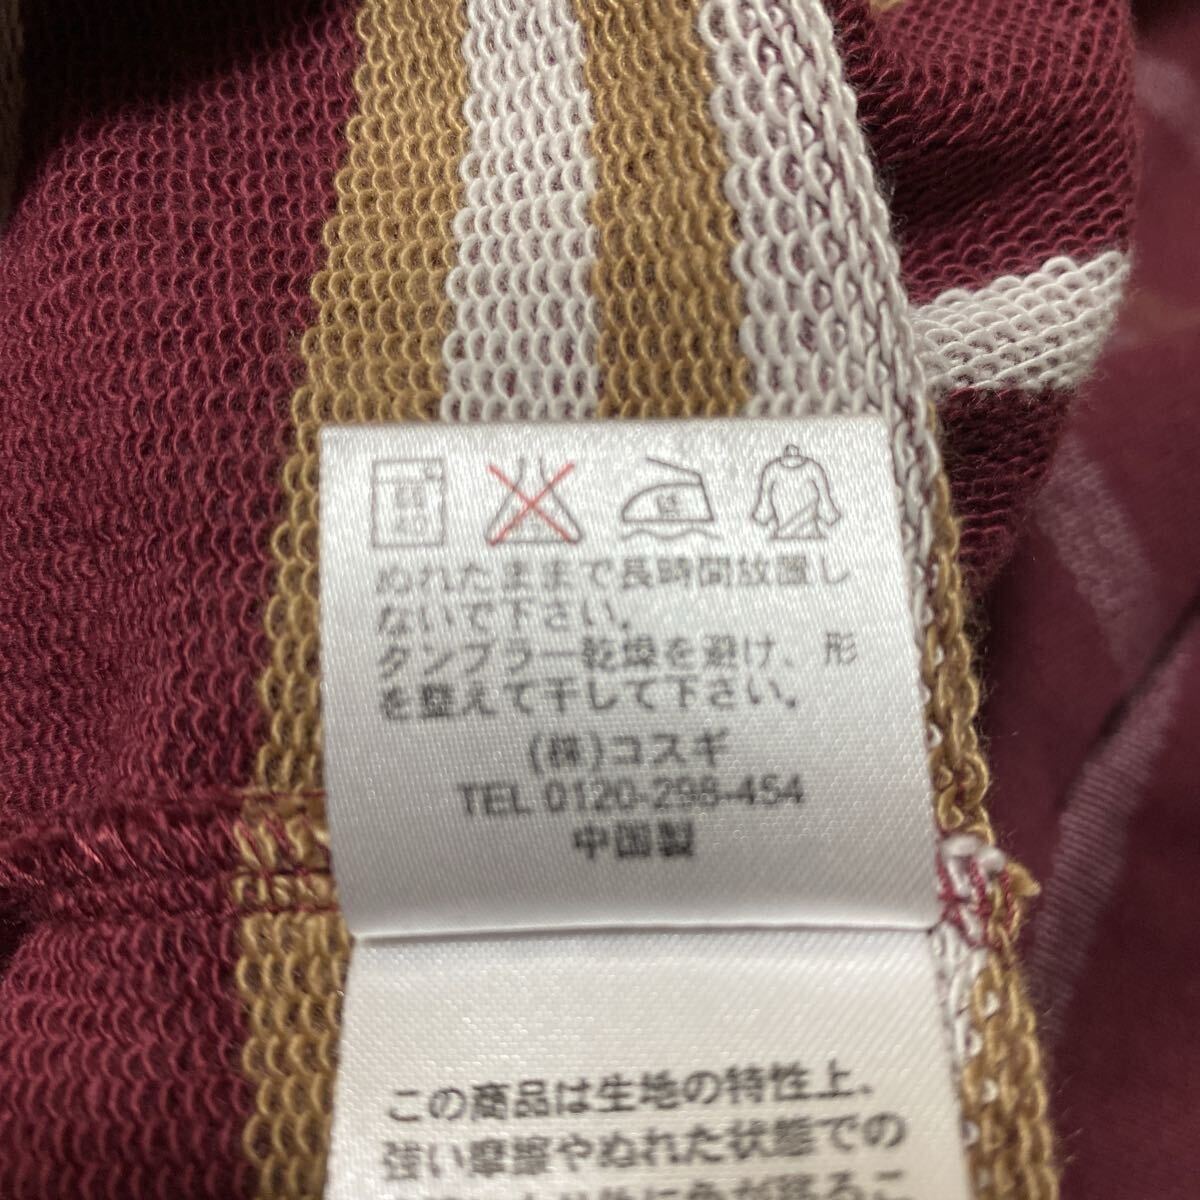 弱
40
低
ぬれたままで長時間放置し
ないで下さい。
タンブラー乾燥を避け、形
を整えて干して下さい。
(株)コスギ
TEL 0120-298-454
中国製
この商品は生地の特性上、
強い摩擦やぬれた状態での